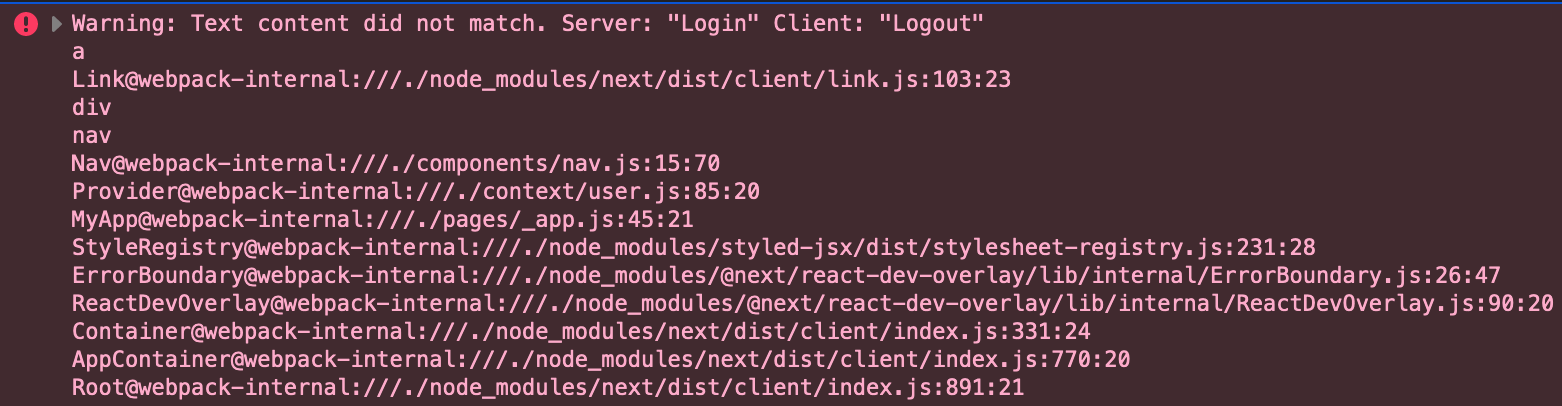 Warning: Text content did not match. Server: "Login" Client: "Logout"
a
Link@webpack-internal:///./node_modules/next/dist/client/link.js:103:23
div
nav
Nav@webpack-internal:///./components/nav.js:15:70
Provider@webpack-internal:///./context/user.js:85:20
MyApp@webpack-internal:///./pages/_app.js:45:21
StyleRegistry@webpack-internal:///./node_modules/styled-jsx/dist/stylesheet-registry.js:231:28
ErrorBoundary@webpack-internal:///./node_modules/@next/react-dev-overlay/lib/internal/ErrorBoundary.js:26:47
ReactDevOverlay@webpack-internal:///./node_modules/@next/react-dev-overlay/lib/internal/ReactDevOverlay.js:90:20
Container@webpack-internal:///./node_modules/next/dist/client/index.js:331:24
AppContainer@webpack-internal:///./node_modules/next/dist/client/index.js:770:20
Root@webpack-internal:///./node_modules/next/dist/client/index.js:891:21